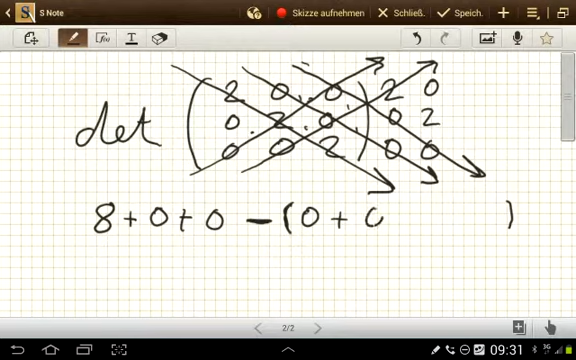 S Note
Skizze aufnehmen
Schließ.
Speich.
f(x)
T
2 0 0 2 0
det ( 0 2 0 ) 0 2
0 0 2 0 0
8 + 0 + 0 - ( 0 + 0 )
2/2
3G
09:31